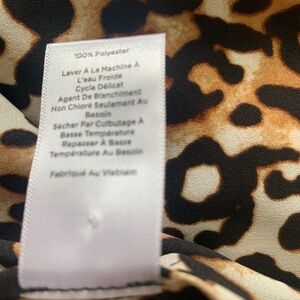 100% Polyester
Laver À La Machine À
L'eau Froide
Cycle Délicat
Agent De Blanchiment
Non Chloré Seulement Au
Besoin
Sécher Par Culbutage À
Basse Température
Repasser À Basse
Température Au Besoin
Fabriqué Au Vietnam